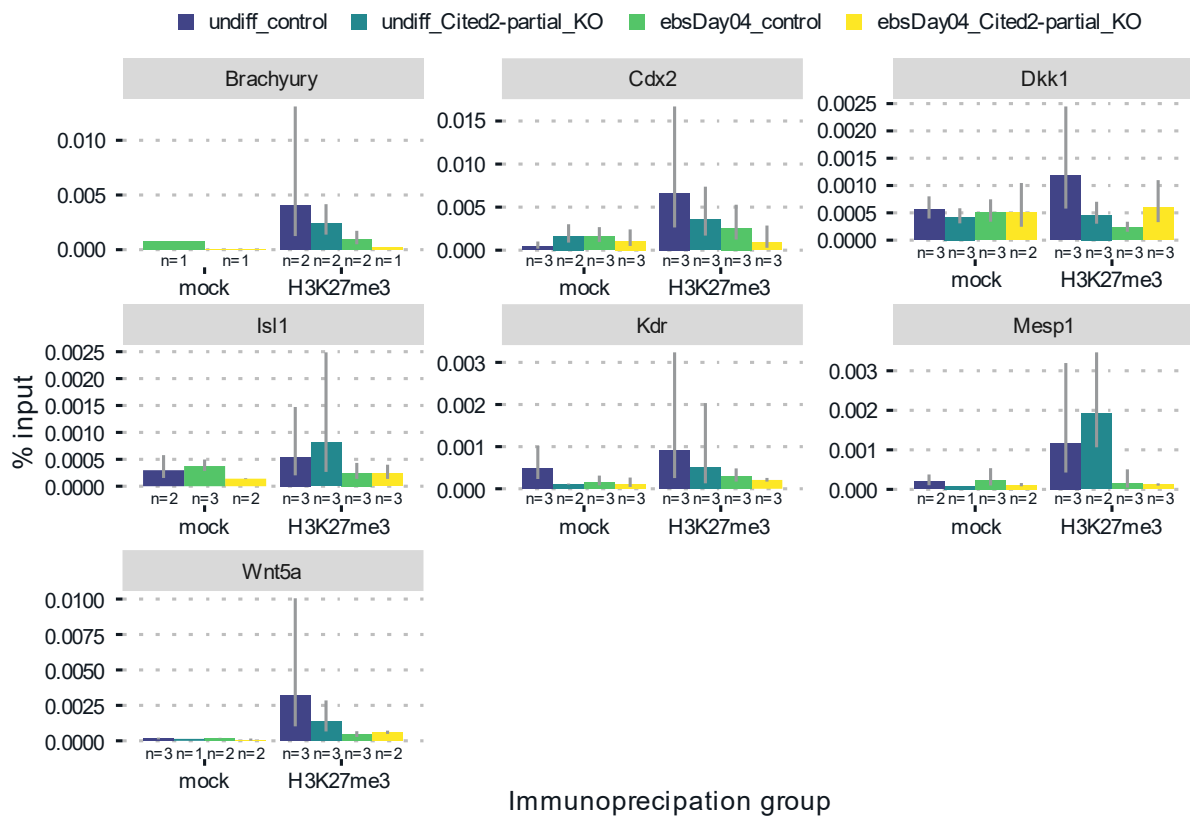 undiff_control undiff_Cited2-partial_KO ebsDay04_control ebsDay04_Cited2-partial_KO
Brachyury Cdx2 Dkk1
0.010
0.005
0.000
n=1 n=1 n=2 n=2 n=2 n=1
mock H3K27me3
0.015
0.010
0.005
0.000
n=3 n=2 n=3 n=3 n=3 n=3 n=3 n=3
mock H3K27me3
0.0025
0.0020
0.0015
0.0010
0.0005
0.0000
n=3 n=3 n=3 n=2 n=3 n=3 n=3 n=3
mock H3K27me3
Isl1 Kdr Mesp1
0.0025
0.0020
0.0015
0.0010
0.0005
0.0000
n=2 n=3 n=2 n=3 n=3 n=3 n=3
mock H3K27me3
0.003
0.002
0.001
0.000
n=3 n=2 n=3 n=3 n=3 n=3 n=3 n=3
mock H3K27me3
0.003
0.002
0.001
0.000
n=2 n=1 n=3 n=2 n=3 n=2 n=3 n=3
mock H3K27me3
Wnt5a
0.0100
0.0075
0.0050
0.0025
0.0000
n=3 n=1 n=2 n=2 n=3 n=3 n=3 n=2
mock H3K27me3
% input
Immunoprecipation group